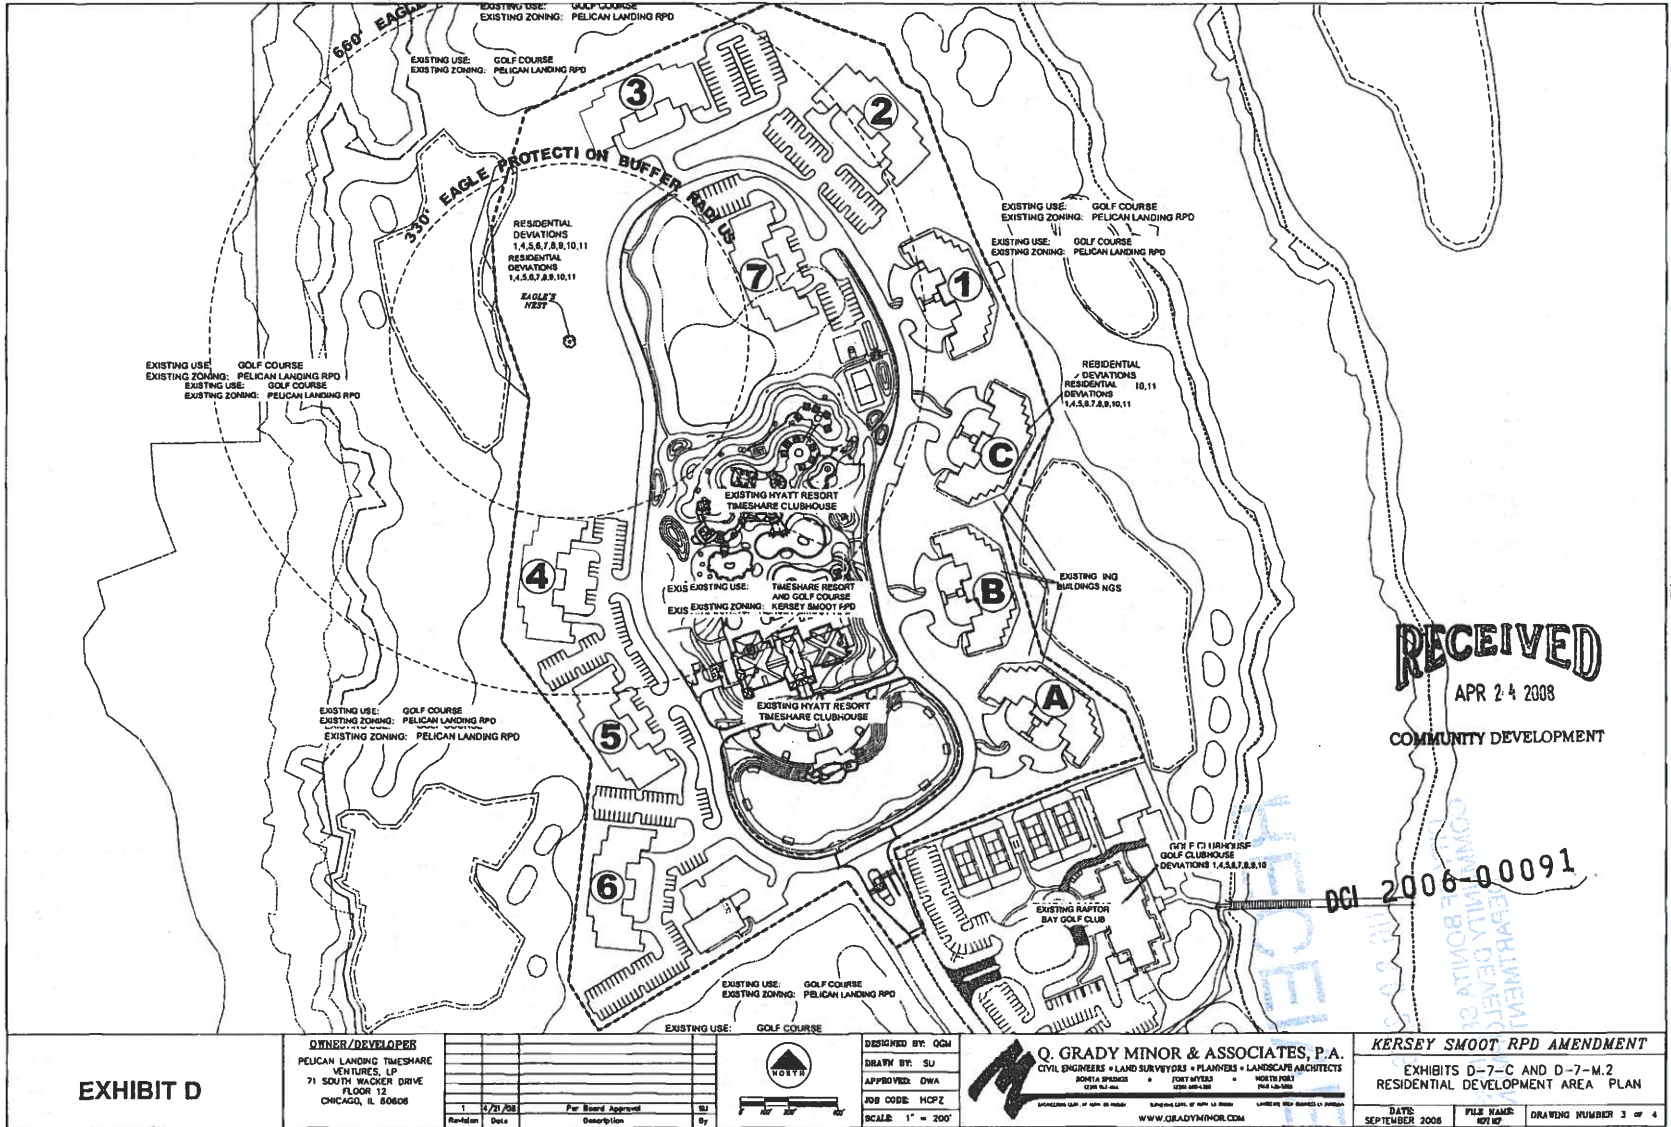 660' EAGLE
EXISTING USE: GOLF COURSE
EXISTING ZONING: PELICAN LANDING RPD
EXISTING USE: GOLF COURSE
EXISTING ZONING: PELICAN LANDING RPD
3
2
330' EAGLE PROTECTION BUFFER RADIUS
RESIDENTIAL
DEVIATIONS
1,4,5,6,7,8,9,10,11
RESIDENTIAL
DEVIATIONS
1,4,5,6,7,8,9,10,11
EAGLE'S
NEST
7
1
EXISTING USE: GOLF COURSE
EXISTING ZONING: PELICAN LANDING RPD
EXISTING USE: GOLF COURSE
EXISTING ZONING: PELICAN LANDING RPD
EXISTING USE: GOLF COURSE
EXISTING ZONING: PELICAN LANDING RPD
EXISTING USE: GOLF COURSE
EXISTING ZONING: PELICAN LANDING RPD
RESIDENTIAL
DEVIATIONS
RESIDENTIAL 10,11
DEVIATIONS
1,4,5,6,7,8,9,10,11
C
EXISTING HYATT RESORT
TIMESHARE CLUBHOUSE
4
B
EXIS EXISTING USE: TIMESHARE RESORT
AND GOLF COURSE
EXIS EXISTING ZONING: KERSEY SMOOT RPD
EXISTING ING
BUILDINGS NGS
RECEIVED
APR 24 2008
COMMUNITY DEVELOPMENT
A
EXISTING HYATT RESORT
TIMESHARE CLUBHOUSE
EXISTING USE: GOLF COURSE
EXISTING ZONING: PELICAN LANDING RPD
EXISTING ZONING: PELICAN LANDING RPD
5
6
GOLF CLUBHOUSE
GOLF CLUBHOUSE
DEVIATIONS 1,4,5,6,7,8,9,10
DCI 2006-00091
EXISTING RAPTOR
BAY GOLF CLUB
EXISTING USE: GOLF COURSE
EXISTING ZONING: PELICAN LANDING RPD
EXISTING USE: GOLF COURSE
EXHIBIT D
OWNER/DEVELOPER
PELICAN LANDING TIMESHARE
VENTURES, LP
71 SOUTH WACKER DRIVE
FLOOR 12
CHICAGO, IL 60606
1 4/21/08 Per Board Approval SU
Revision Date Description By
NORTH
DESIGNED BY: QGM
DRAWN BY: SU
APPROVED: DWA
JOB CODE: HCPZ
SCALE: 1" = 200'
Q. GRADY MINOR & ASSOCIATES, P.A.
CIVIL ENGINEERS • LAND SURVEYORS • PLANNERS • LANDSCAPE ARCHITECTS
BONITA SPRINGS • FORT MYERS • NORTH PORT
WWW.GRADYMINOR.COM
KERSEY SMOOT RPD AMENDMENT
EXHIBITS D-7-C AND D-7-M.2
RESIDENTIAL DEVELOPMENT AREA PLAN
DATE: SEPTEMBER 2006
FILE NAME:
DRAWING NUMBER 3 OF 4